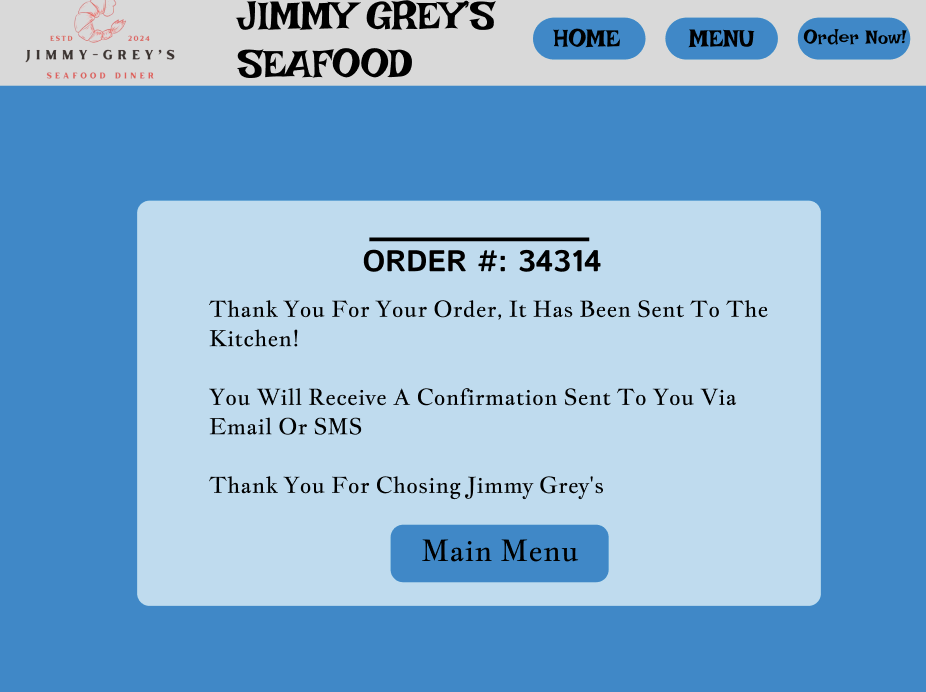 ESTD 2024
JIMMY-GREY'S
SEAFOOD DINER
JIMMY GREY'S
SEAFOOD
HOME
MENU
Order Now!
ORDER #: 34314
Thank You For Your Order, It Has Been Sent To The
Kitchen!
You Will Receive A Confirmation Sent To You Via
Email Or SMS
Thank You For Chosing Jimmy Grey's
Main Menu